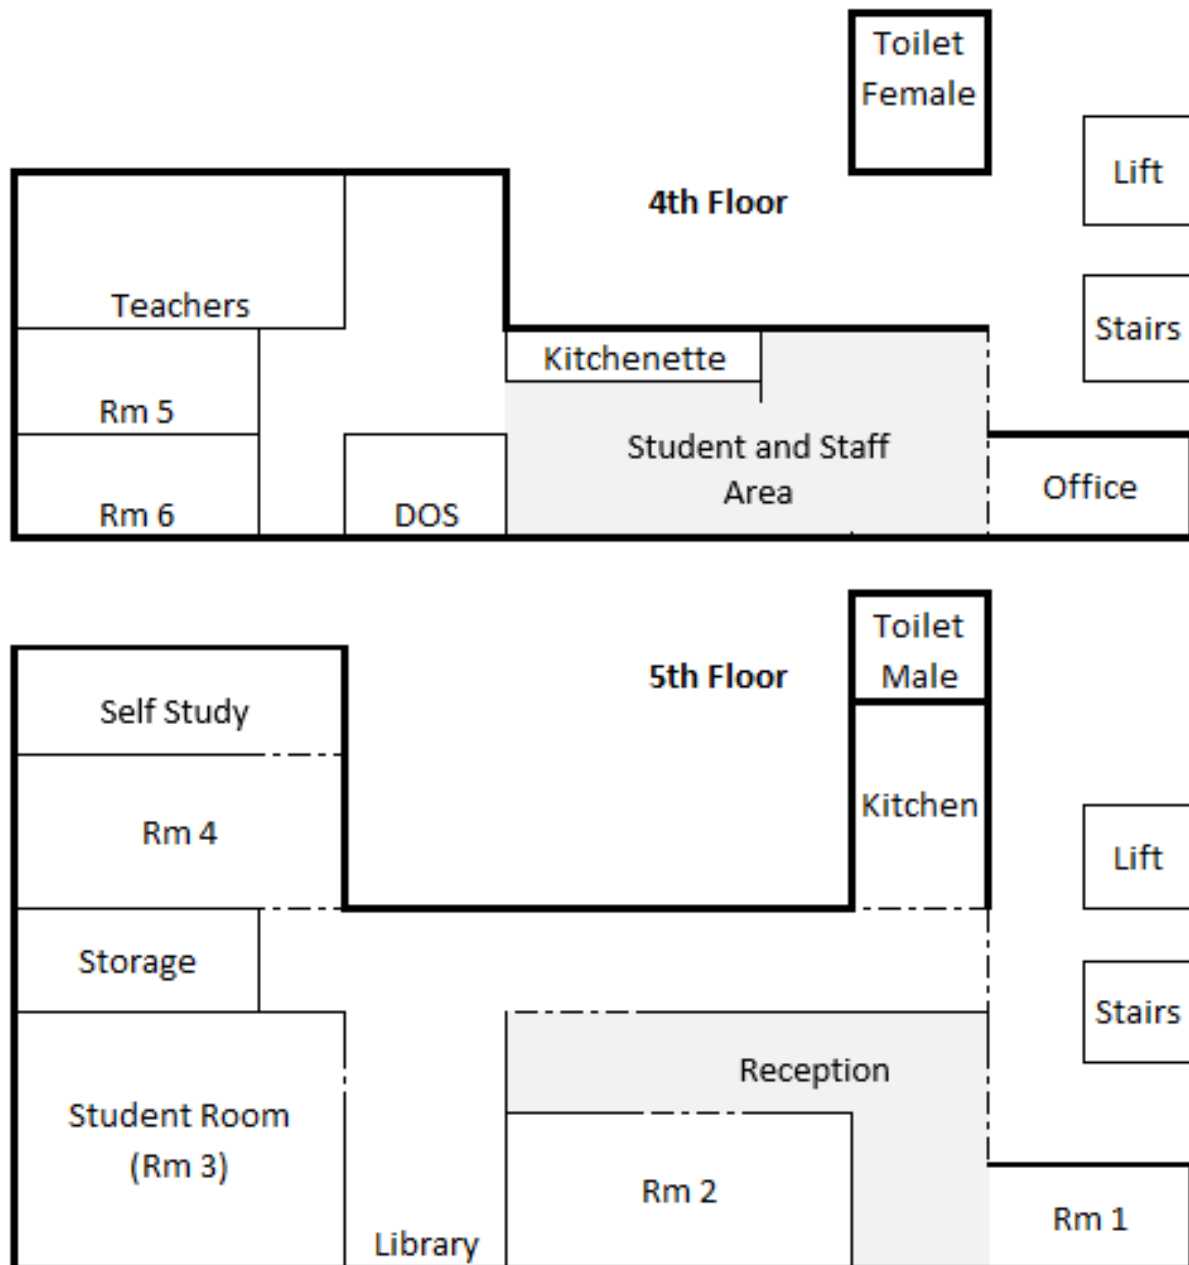 Toilet
Female
Lift
4th Floor
Teachers
Stairs
Kitchenette
Rm 5
Student and Staff
Area
Office
Rm 6
DOS
Toilet
Male
5th Floor
Self Study
Kitchen
Rm 4
Lift
Storage
Stairs
Reception
Student Room
(Rm 3)
Rm 2
Rm 1
Library